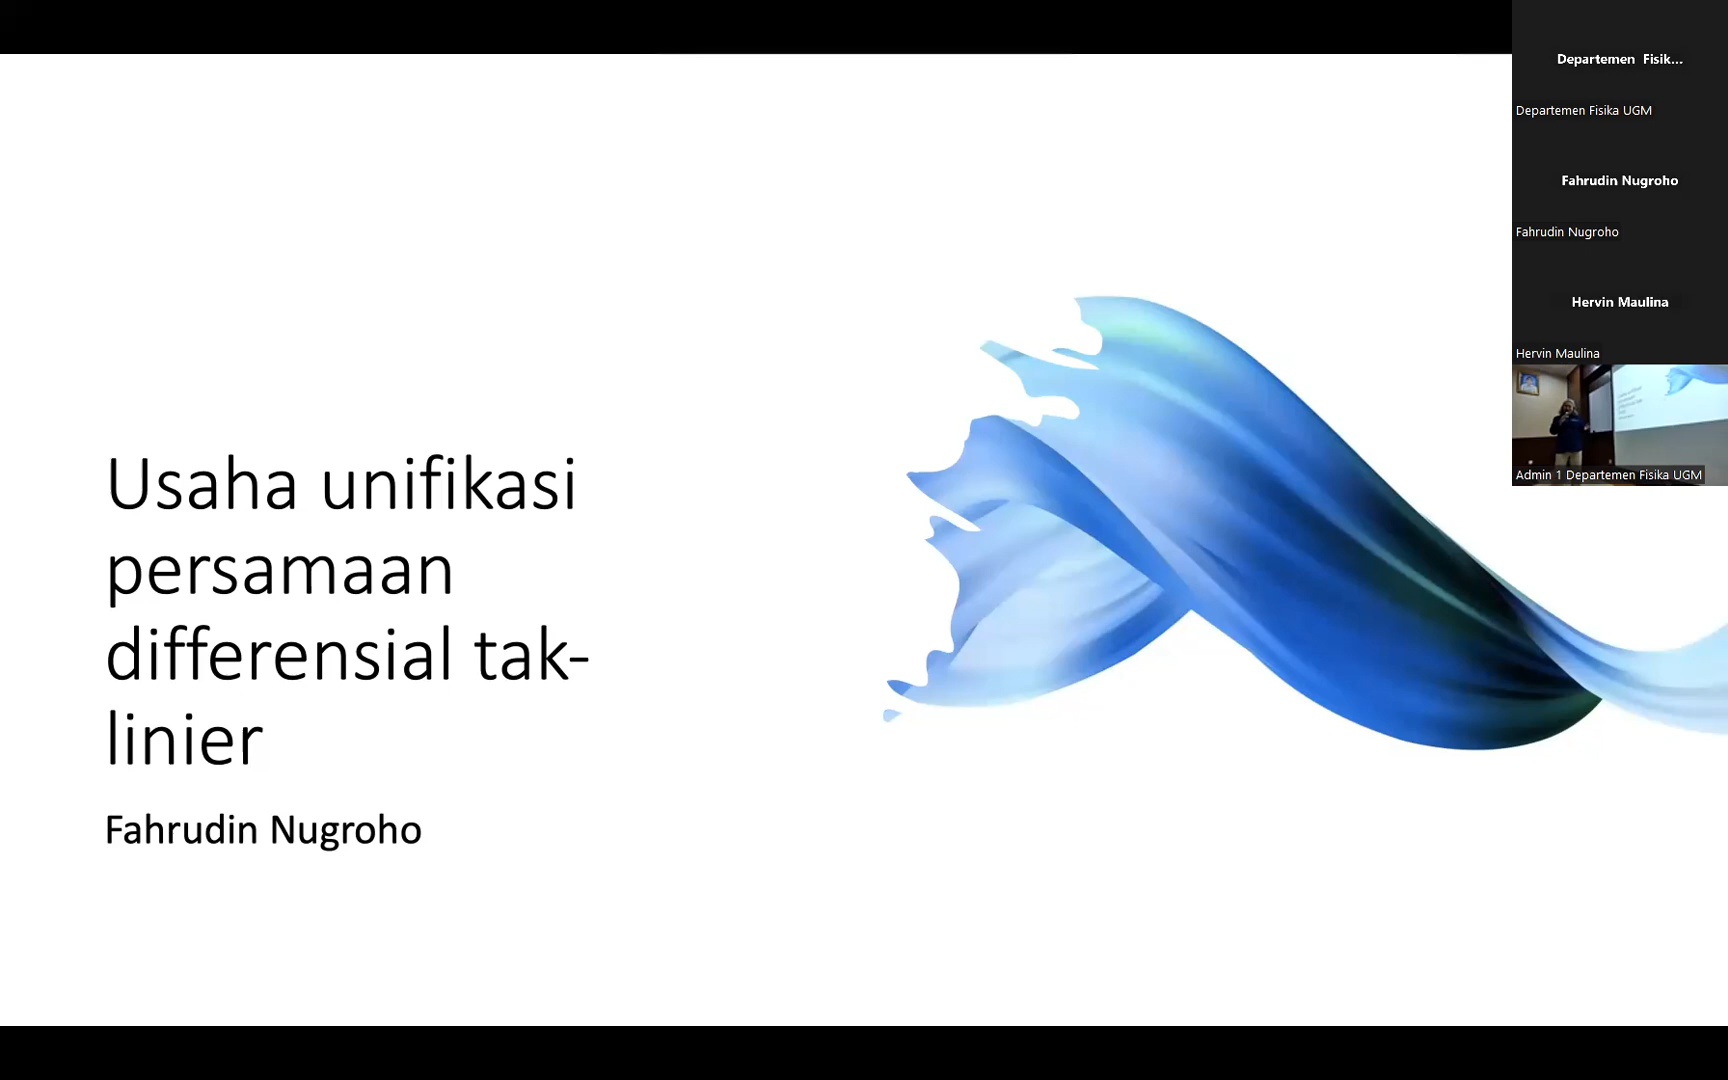 Usaha unifikasi
persamaan
differensial tak-
linier
Fahrudin Nugroho
Departemen Fisik...
Departemen Fisika UGM
Fahrudin Nugroho
Fahrudin Nugroho
Hervin Maulina
Hervin Maulina
Admin 1 Departemen Fisika UGM